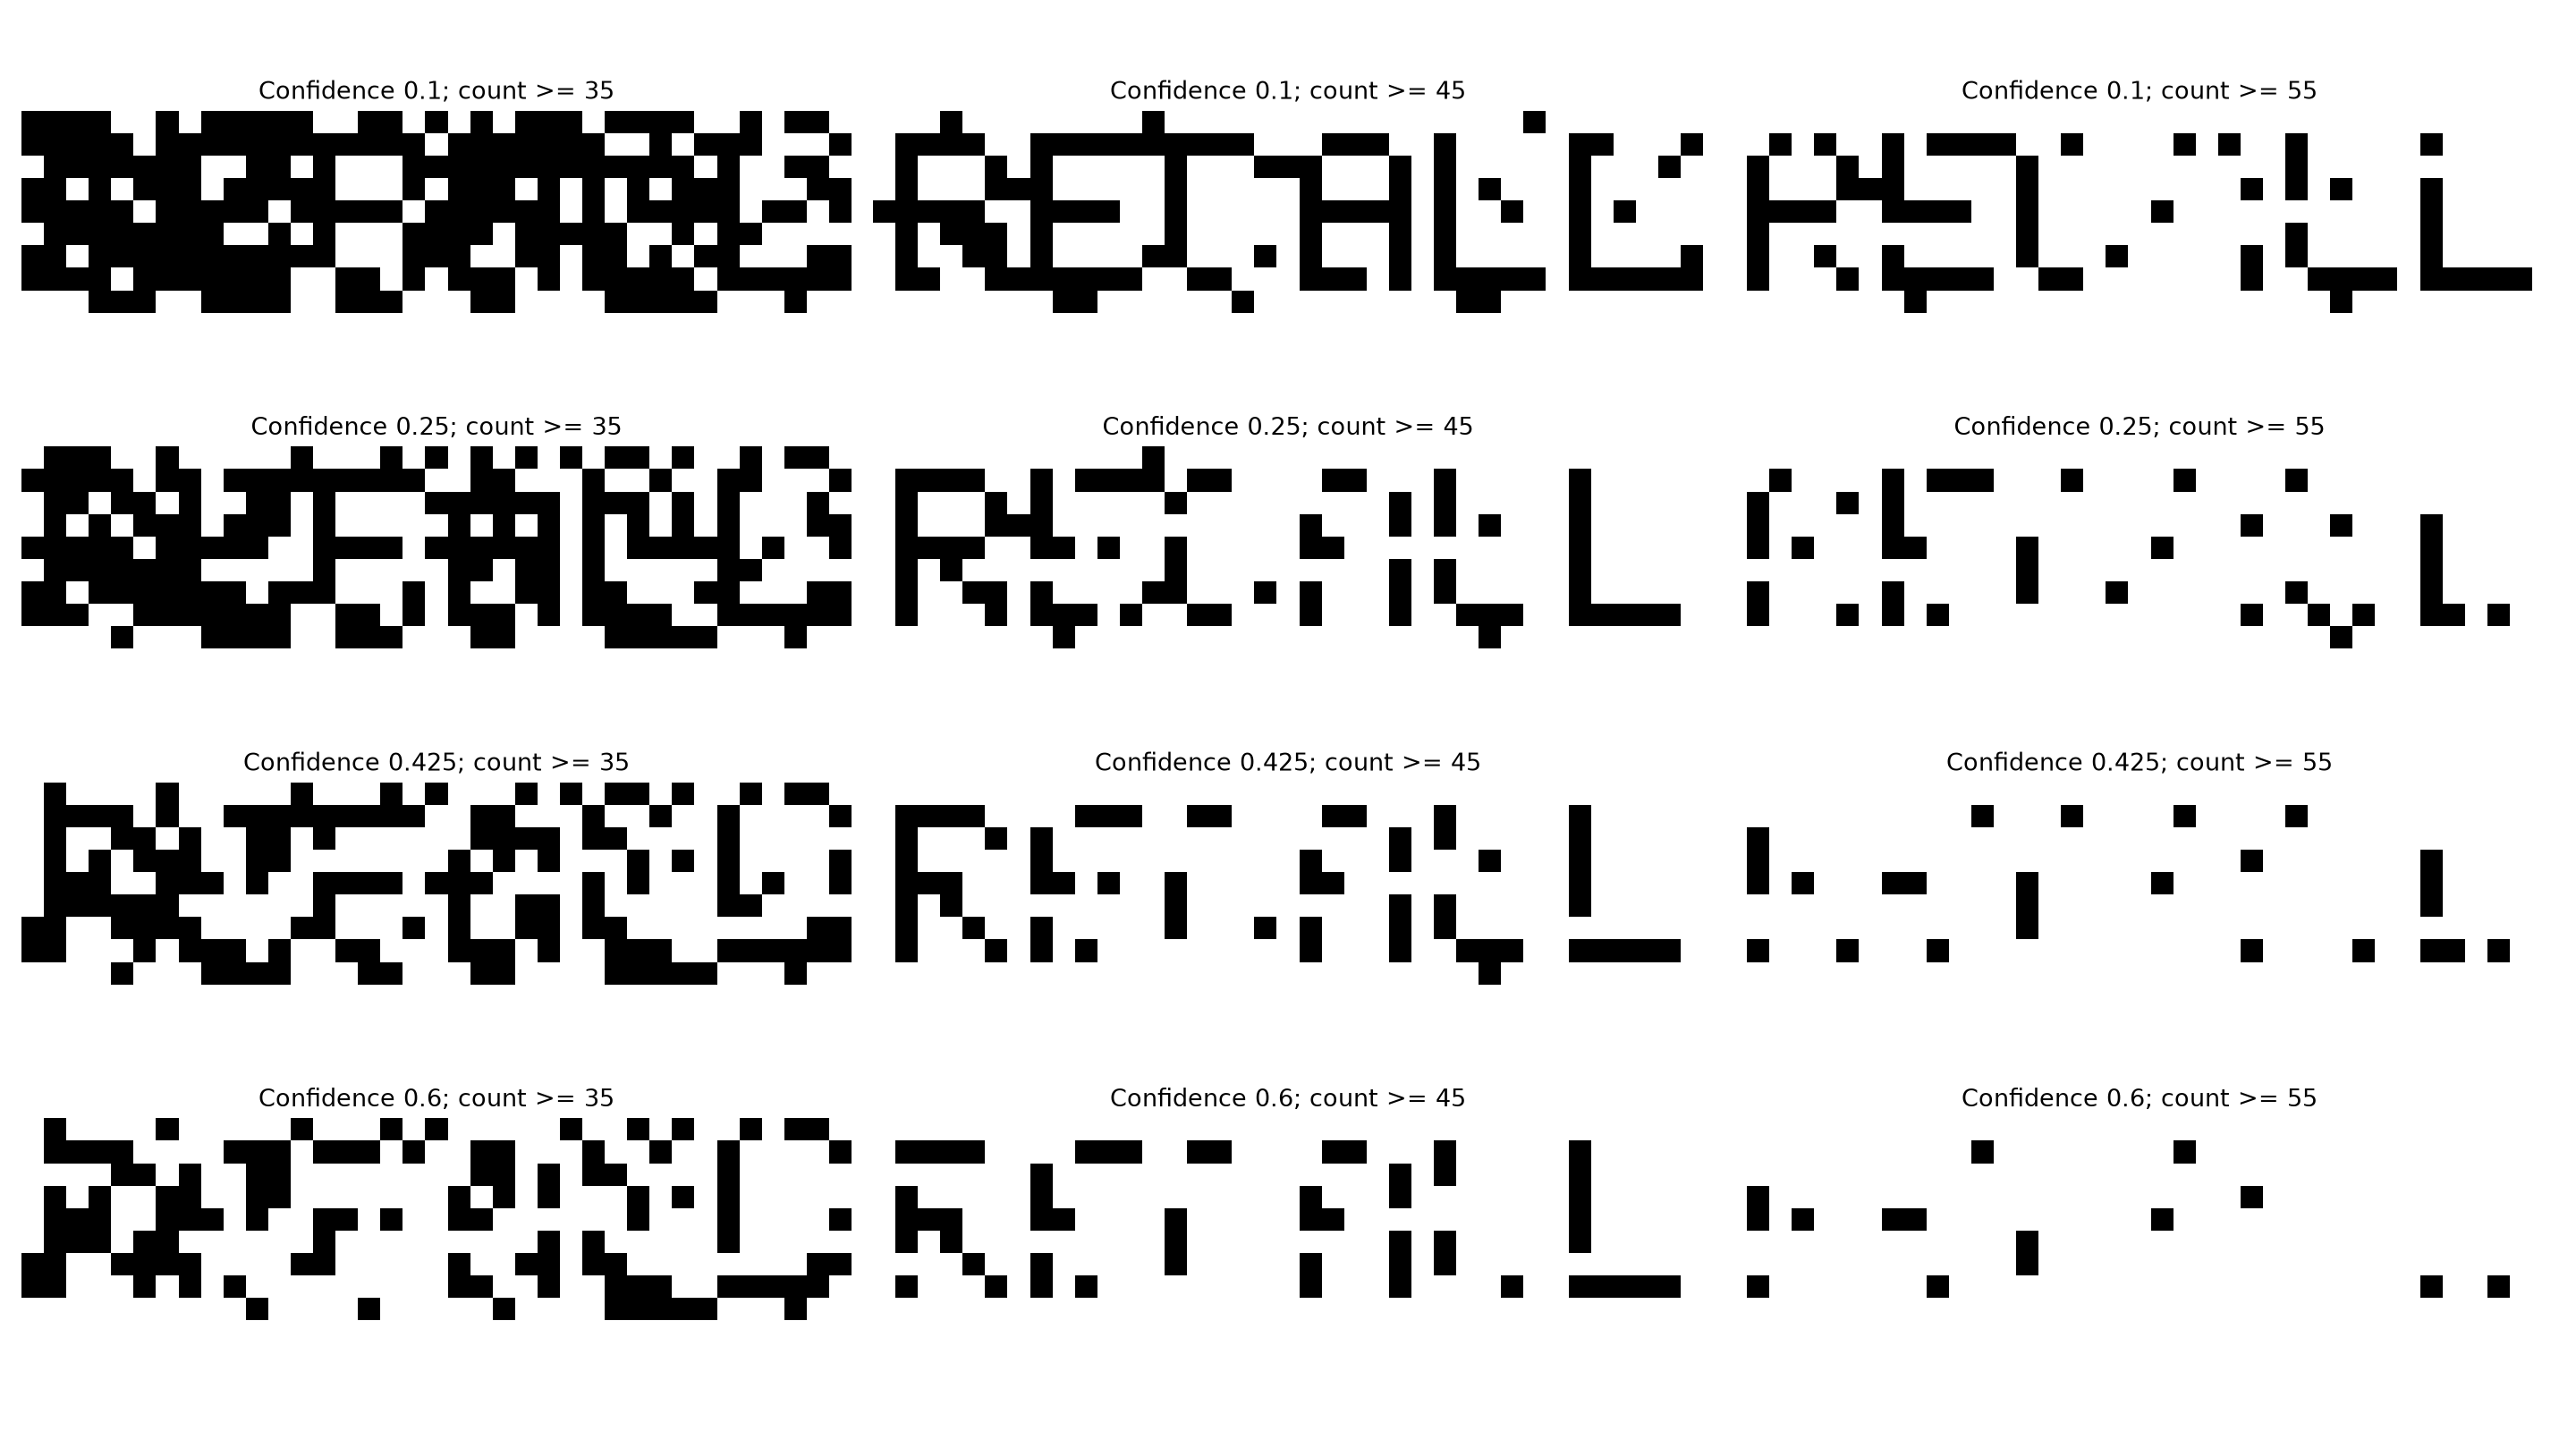 Confidence 0.1; count >= 35
Confidence 0.1; count >= 45
Confidence 0.1; count >= 55
Confidence 0.25; count >= 35
Confidence 0.25; count >= 45
Confidence 0.25; count >= 55
Confidence 0.425; count >= 35
Confidence 0.425; count >= 45
Confidence 0.425; count >= 55
Confidence 0.6; count >= 35
Confidence 0.6; count >= 45
Confidence 0.6; count >= 55